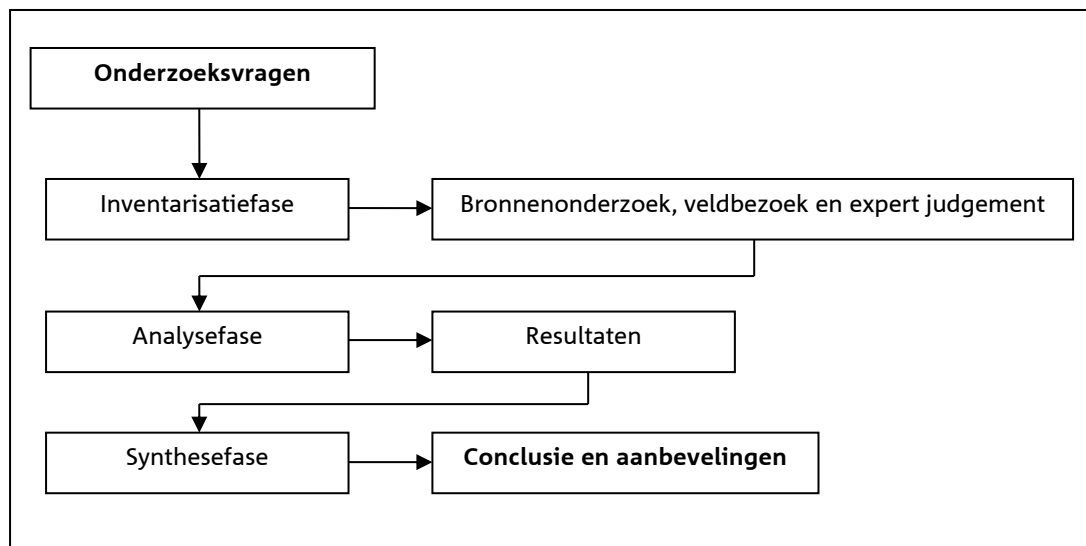 Onderzoeksvragen
Inventarisatiefase
Bronnenonderzoek, veldbezoek en expert judgement
Analysefase
Resultaten
Synthesefase
Conclusie en aanbevelingen